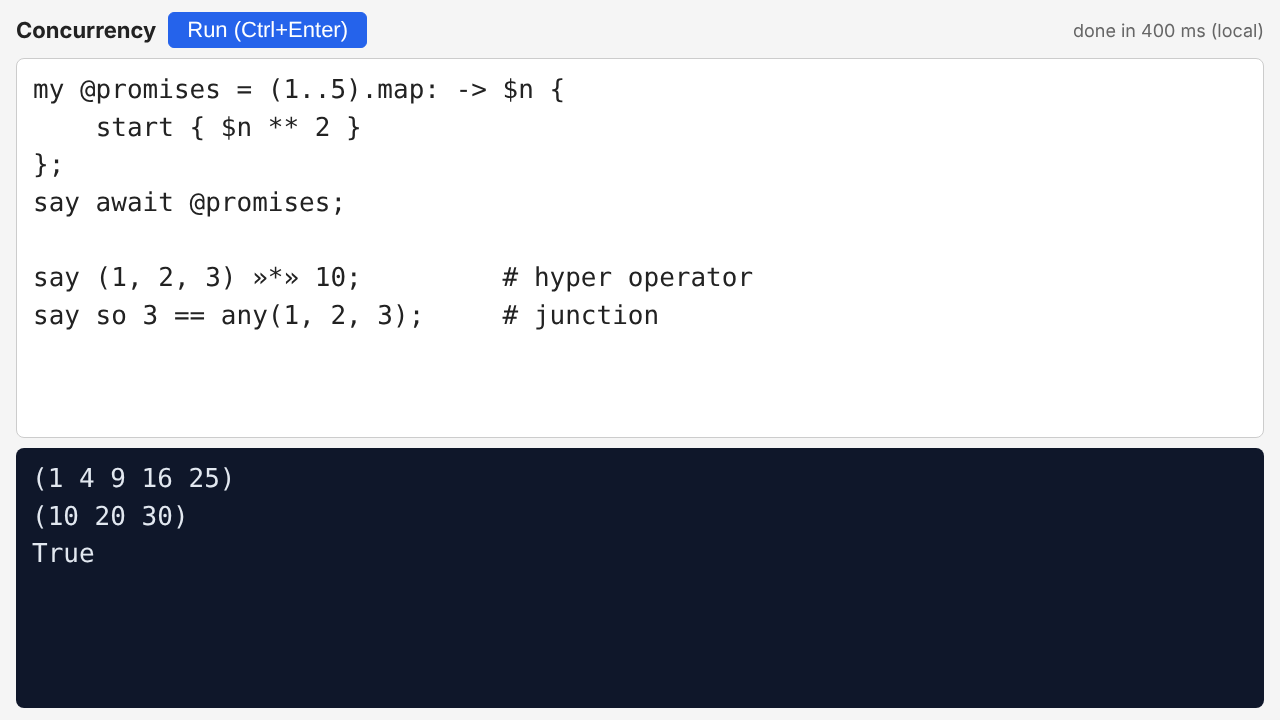 Concurrency
Run (Ctrl+Enter)
done in 400 ms (local)
my @promises = (1..5).map: -> $n {
    start { $n ** 2 }
};
say await @promises;

say (1, 2, 3) »*» 10;         # hyper operator
say so 3 == any(1, 2, 3);     # junction
(1 4 9 16 25)
(10 20 30)
True